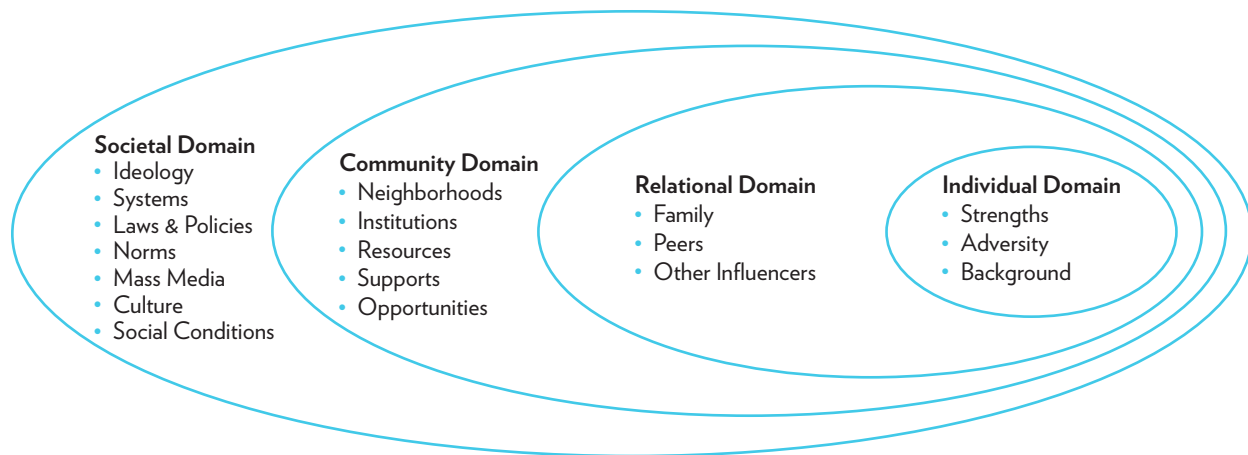 Societal Domain
• Ideology
• Systems
• Laws & Policies
• Norms
• Mass Media
• Culture
• Social Conditions
Community Domain
• Neighborhoods
• Institutions
• Resources
• Supports
• Opportunities
Relational Domain
• Family
• Peers
• Other Influencers
Individual Domain
• Strengths
• Adversity
• Background